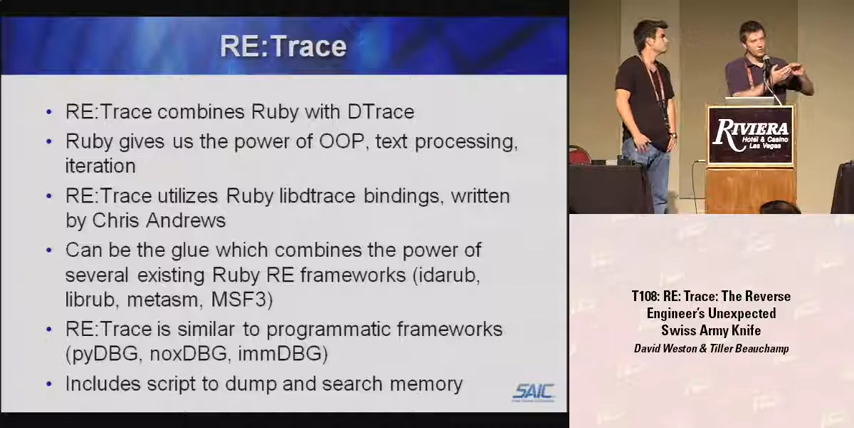 RE:Trace
• RE:Trace combines Ruby with DTrace
• Ruby gives us the power of OOP, text processing,
iteration
• RE:Trace utilizes Ruby libdtrace bindings, written
by Chris Andrews
• Can be the glue which combines the power of
several existing Ruby RE frameworks (idarub,
librub, metasm, MSF3)
• RE:Trace is similar to programmatic frameworks
(pyDBG, noxDBG, immDBG)
• Includes script to dump and search memory
SAIC
RIVIERA
Hotel & Casino
Las Vegas
T108: RE: Trace: The Reverse
Engineer's Unexpected
Swiss Army Knife
David Weston & Tiller Beauchamp